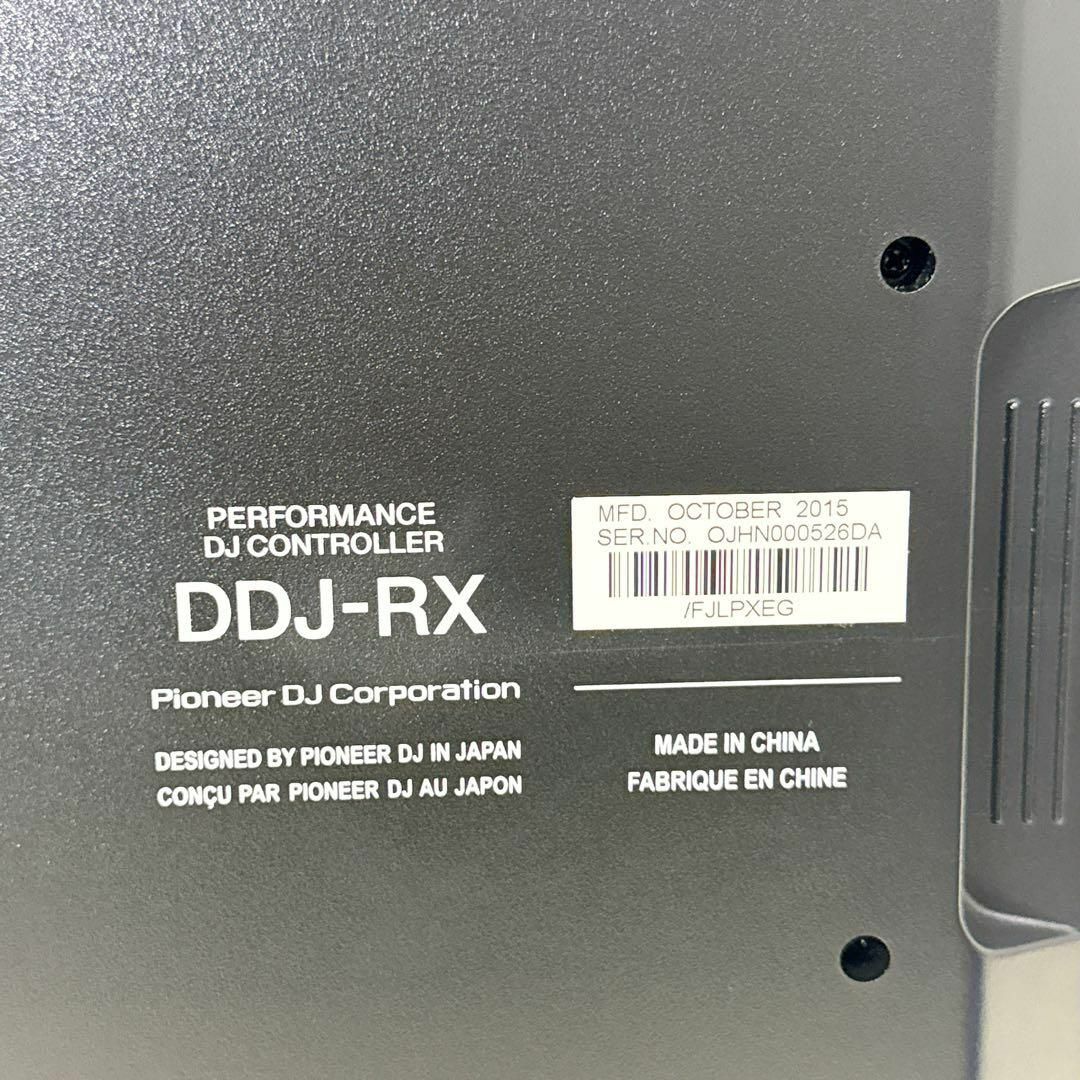 PERFORMANCE
DJ CONTROLLER
DDJ-RX
Pioneer DJ Corporation
DESIGNED BY PIONEER DJ IN JAPAN
CONÇU PAR PIONEER DJ AU JAPON
MFD. OCTOBER 2015
SER.NO. OJHN000526DA
/FJLPXEG
MADE IN CHINA
FABRIQUE EN CHINE